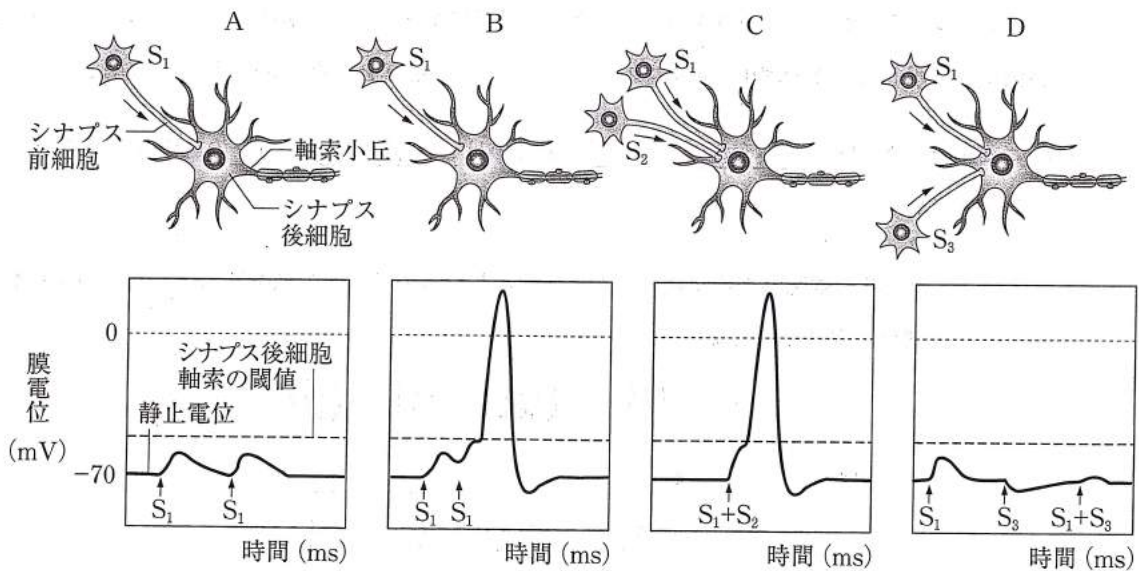 A
B
C
D
S₁
S₁
S₁
S₂
S₁
S₃
シナプス
前細胞
軸索小丘
シナプス
後細胞
0
膜電位
(mV)
−70
シナプス後細胞
軸索の閾値
静止電位
S₁ S₁
S₁ S₁
S₁+S₂
S₁ S₃ S₁+S₃
時間 (ms)
時間 (ms)
時間 (ms)
時間 (ms)